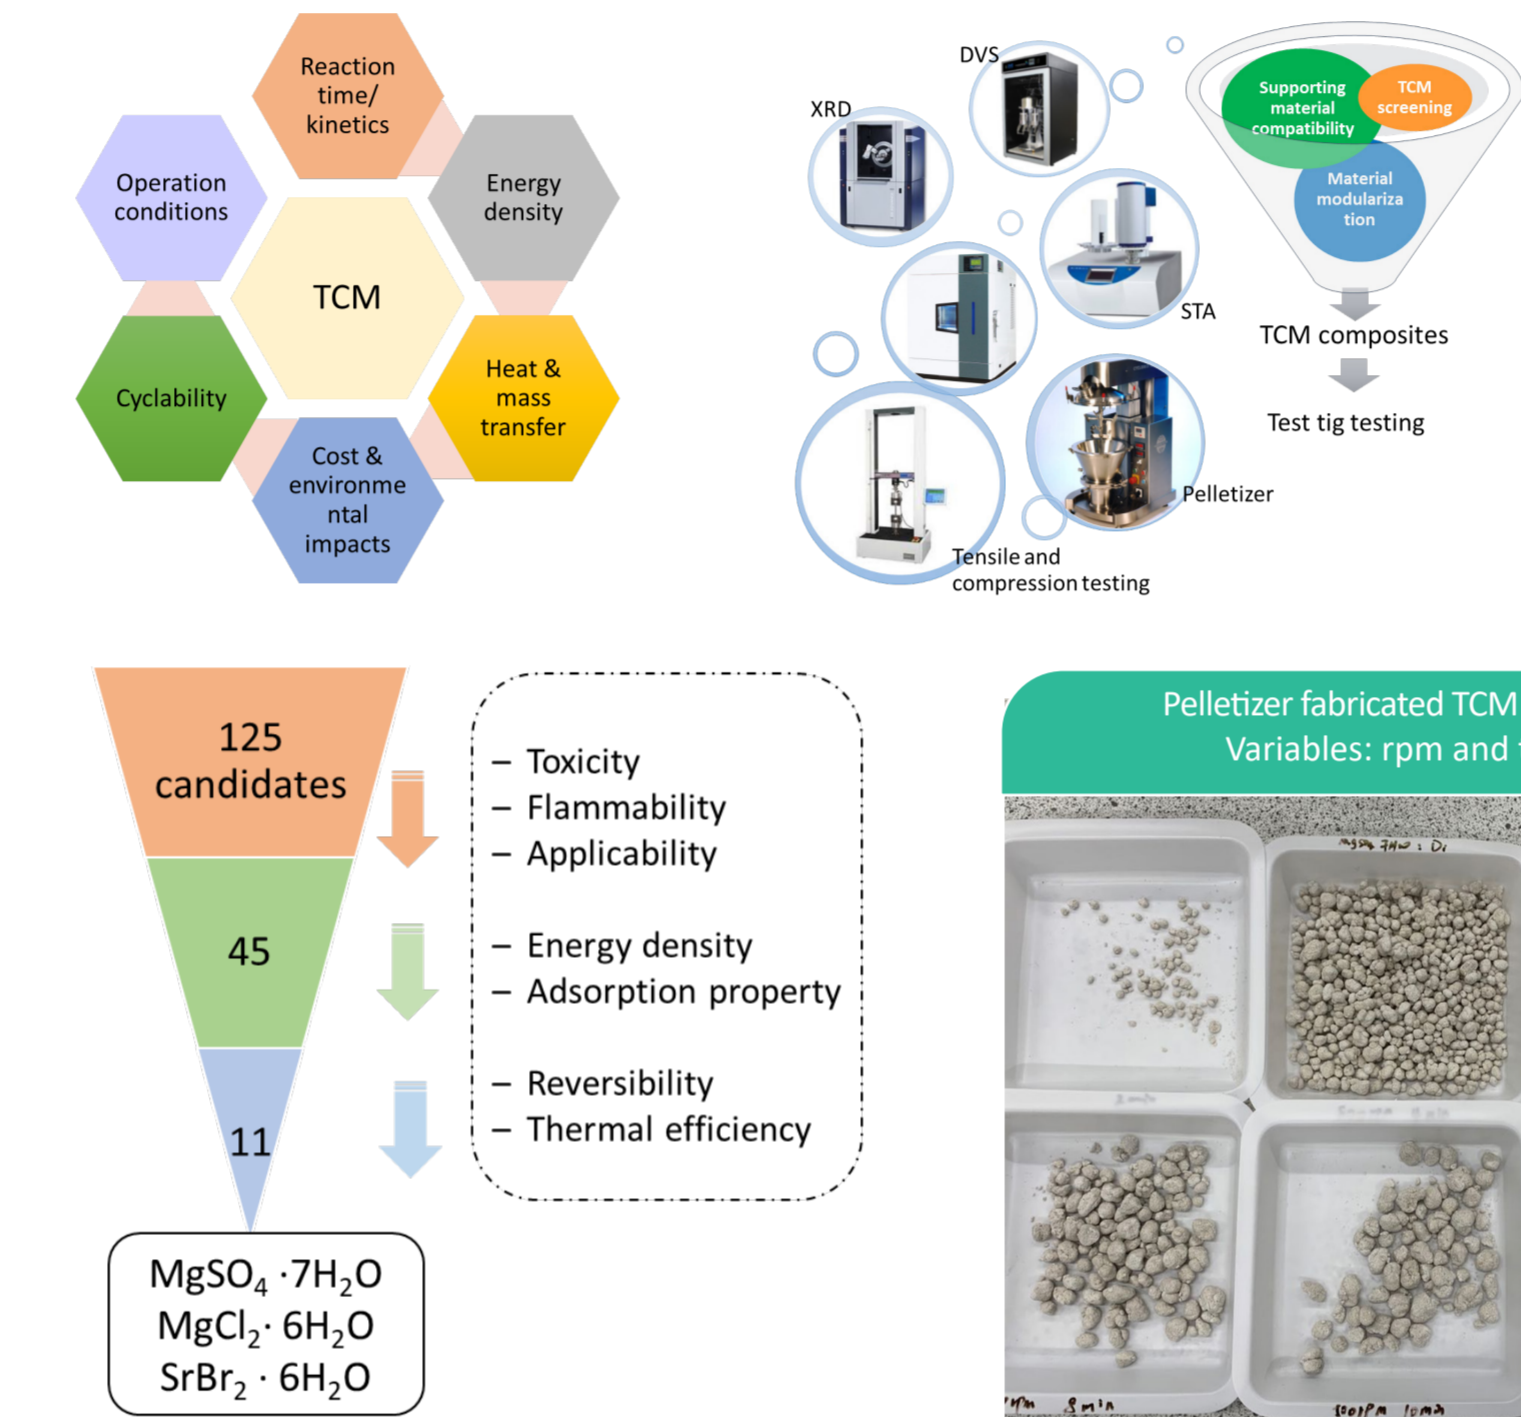 Reaction
time/
kinetics
Operation
conditions
Energy
density
TCM
Cyclability
Heat &
mass
transfer
Cost &
environme
ntal
impacts
DVS
XRD
STA
Pelletizer
Tensile and
compression testing
Supporting
material
compatibility
TCM
screening
Material
modulariza
tion
TCM composites
Test tig testing
125
candidates
45
11
– Toxicity
– Flammability
– Applicability
– Energy density
– Adsorption property
– Reversibility
– Thermal efficiency
MgSO₄ ·7H₂O
MgCl₂· 6H₂O
SrBr₂ · 6H₂O
Pelletizer fabricated TCM
Variables: rpm and
8 min
10min